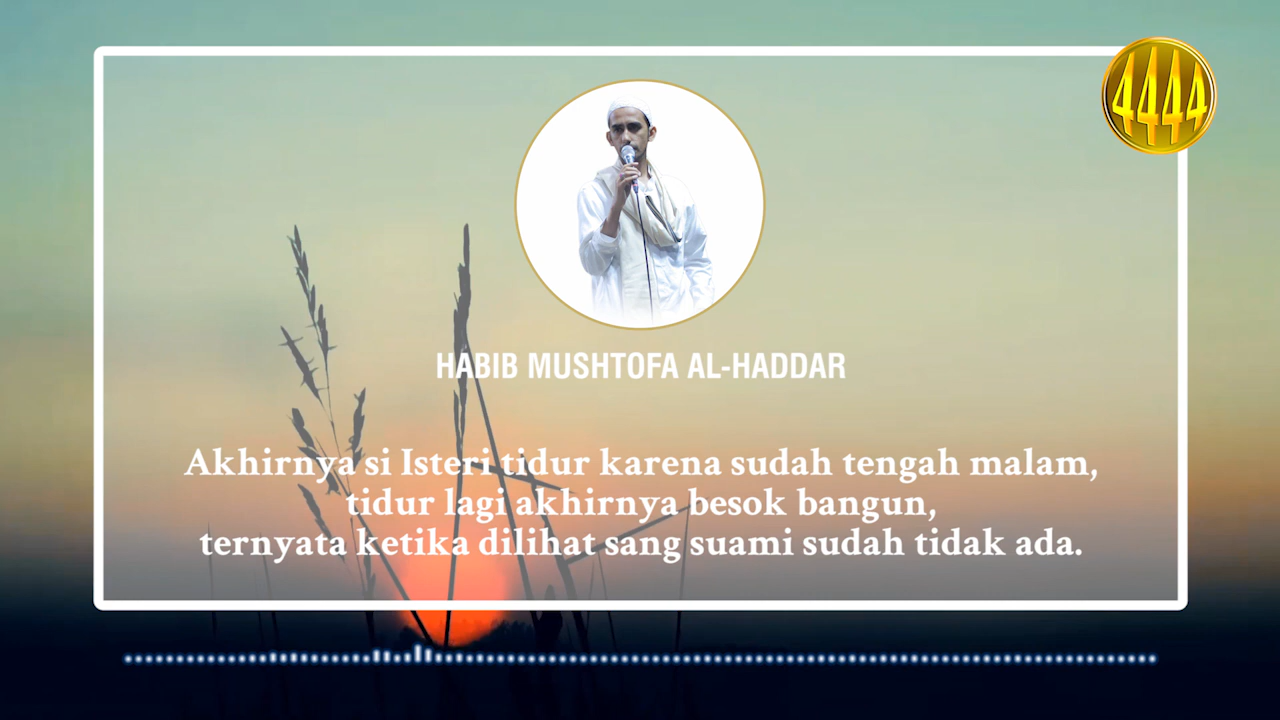 4444
HABIB MUSHTOFA AL-HADDAR
Akhirnya si Isteri tidur karena sudah tengah malam,
tidur lagi akhirnya besok bangun,
ternyata ketika dilihat sang suami sudah tidak ada.